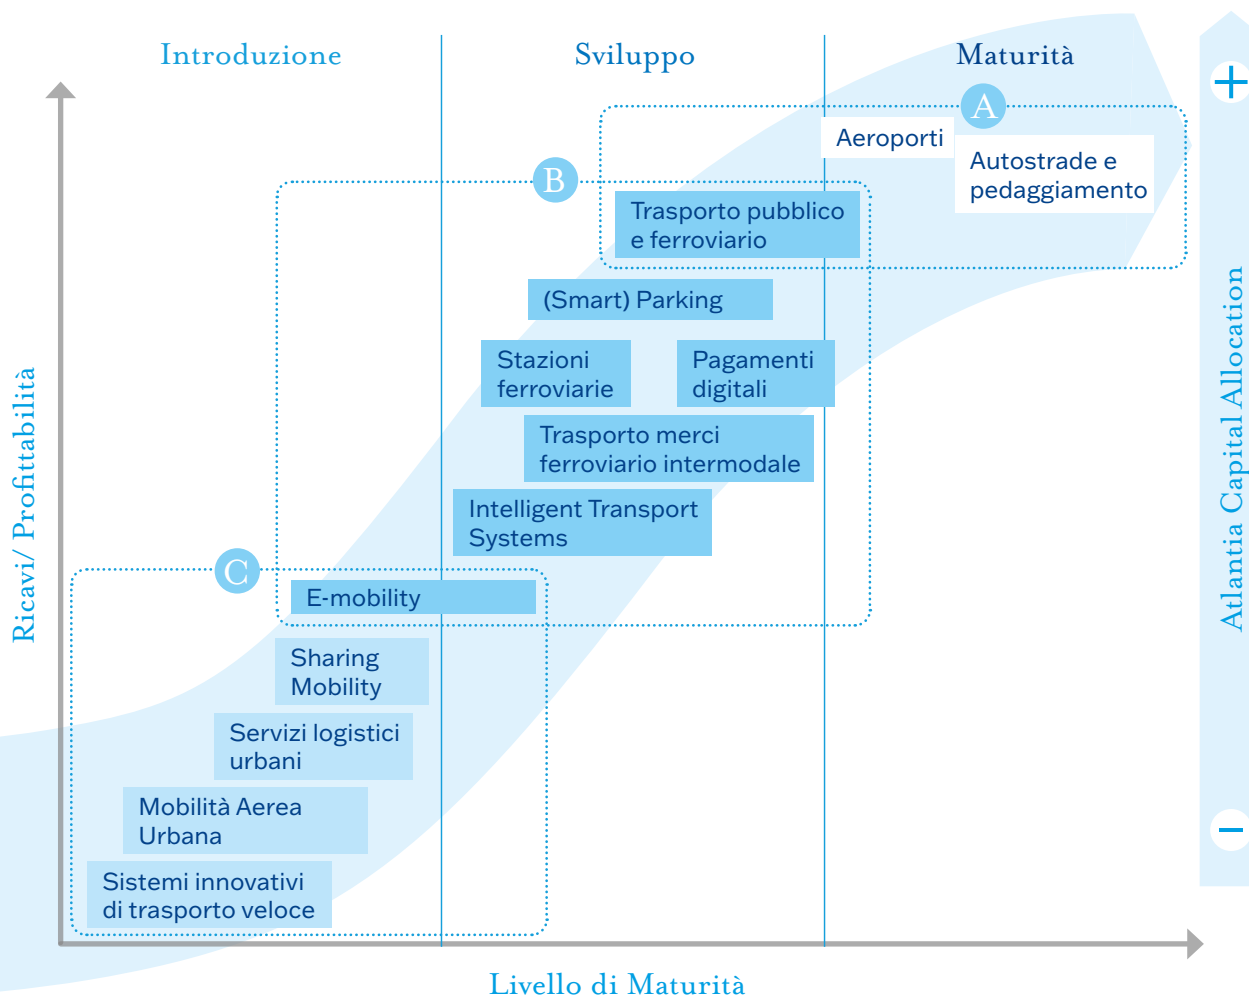 Introduzione
Sviluppo
Maturità
A
Aeroporti
Autostrade e
pedaggiamento
B
Trasporto pubblico
e ferroviario
(Smart) Parking
Stazioni
ferroviarie
Pagamenti
digitali
Trasporto merci
ferroviario intermodale
Intelligent Transport
Systems
C
E-mobility
Sharing
Mobility
Servizi logistici
urbani
Mobilità Aerea
Urbana
Sistemi innovativi
di trasporto veloce
Ricavi/ Profittabilità
Livello di Maturità
+
Atlantia Capital Allocation
−